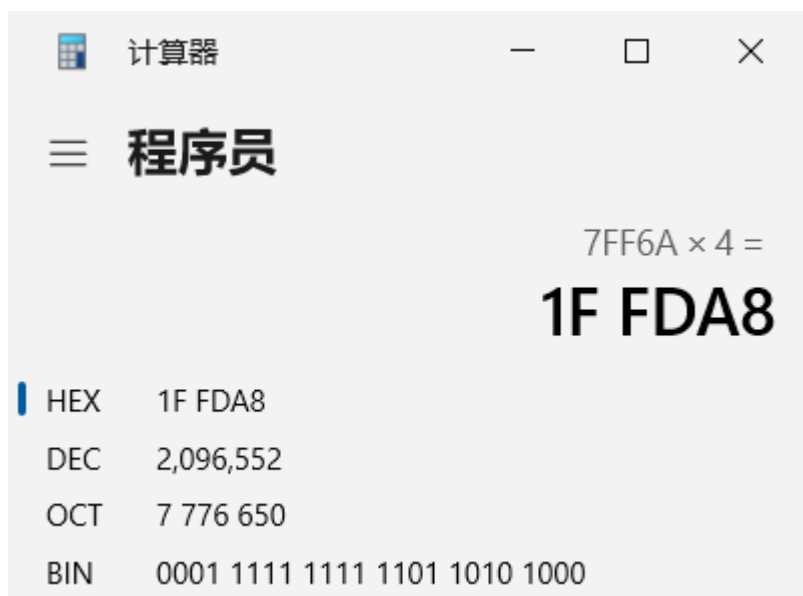 计算器
程序员
7FF6A × 4 =
1F FDA8
HEX 1F FDA8
DEC 2,096,552
OCT 7 776 650
BIN 0001 1111 1111 1101 1010 1000